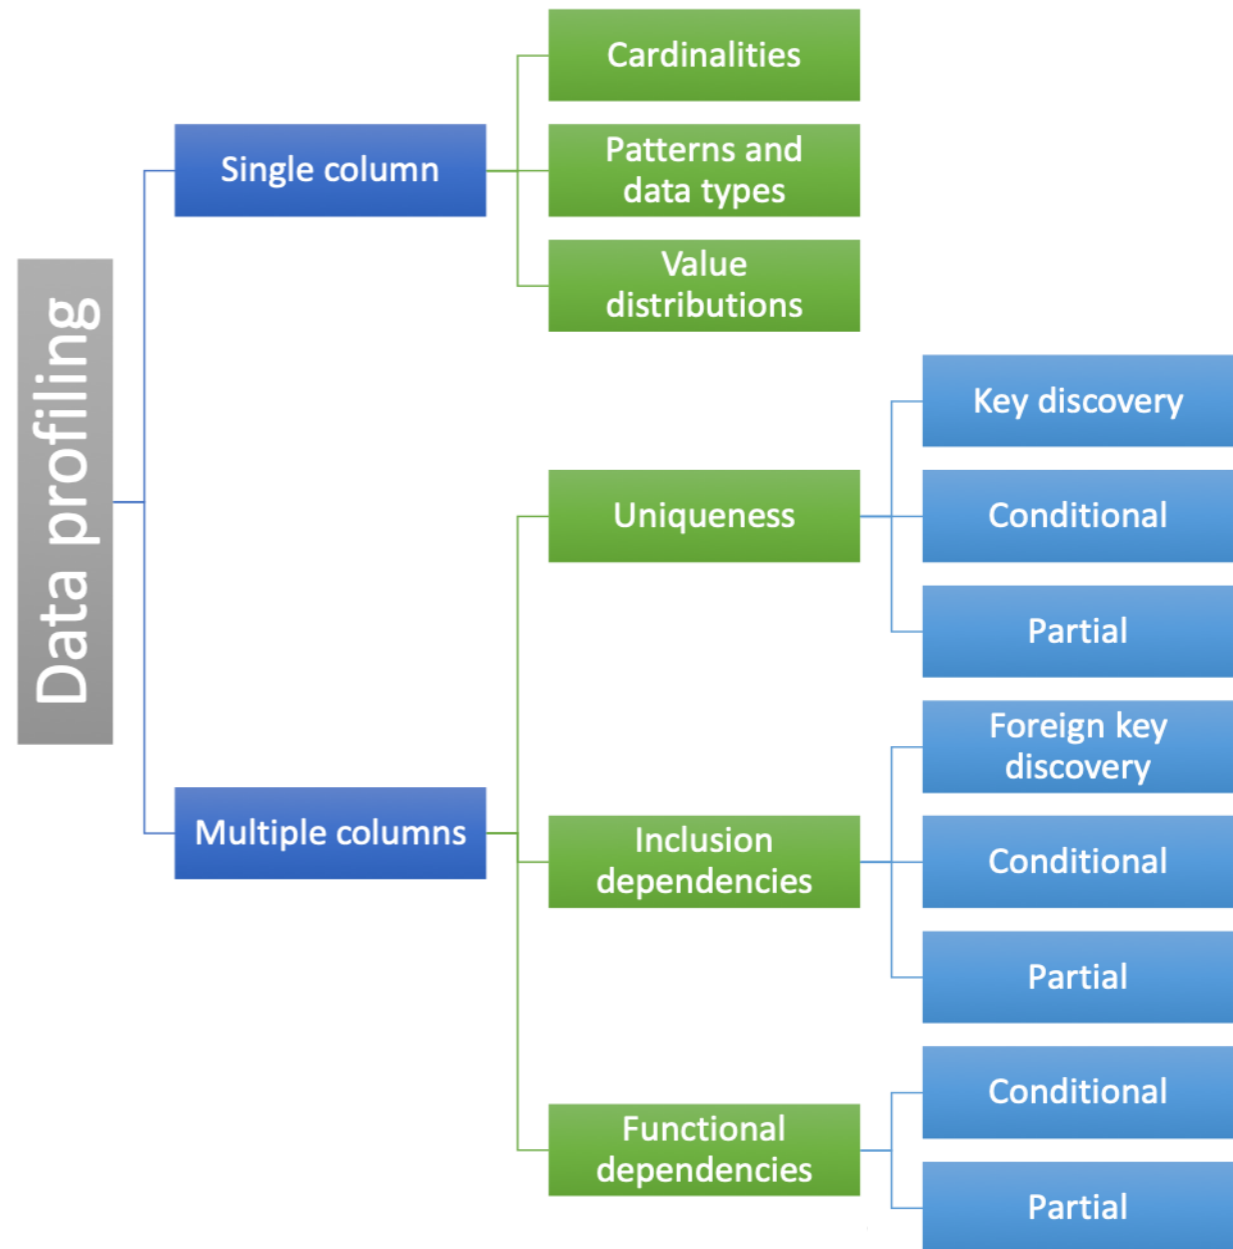 Data profiling
Single column
Cardinalities
Patterns and
data types
Value
distributions
Multiple columns
Uniqueness
Key discovery
Conditional
Partial
Inclusion
dependencies
Foreign key
discovery
Conditional
Partial
Functional
dependencies
Conditional
Partial